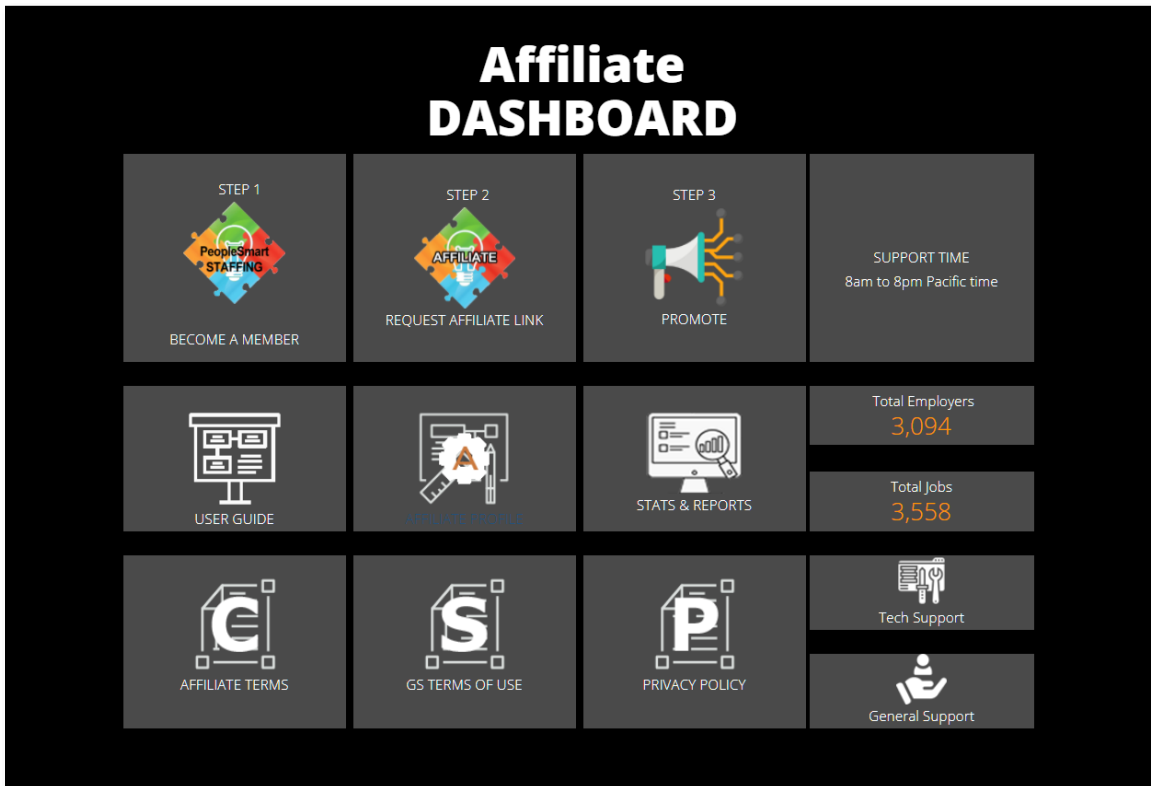 Affiliate
DASHBOARD
STEP 1
PeopleSmart
STAFFING
BECOME A MEMBER
STEP 2
AFFILIATE
REQUEST AFFILIATE LINK
STEP 3
PROMOTE
SUPPORT TIME
8am to 8pm Pacific time
USER GUIDE
A
STATS & REPORTS
Total Employers
3,094
Total Jobs
3,558
C
AFFILIATE TERMS
S
GS TERMS OF USE
P
PRIVACY POLICY
Tech Support
General Support